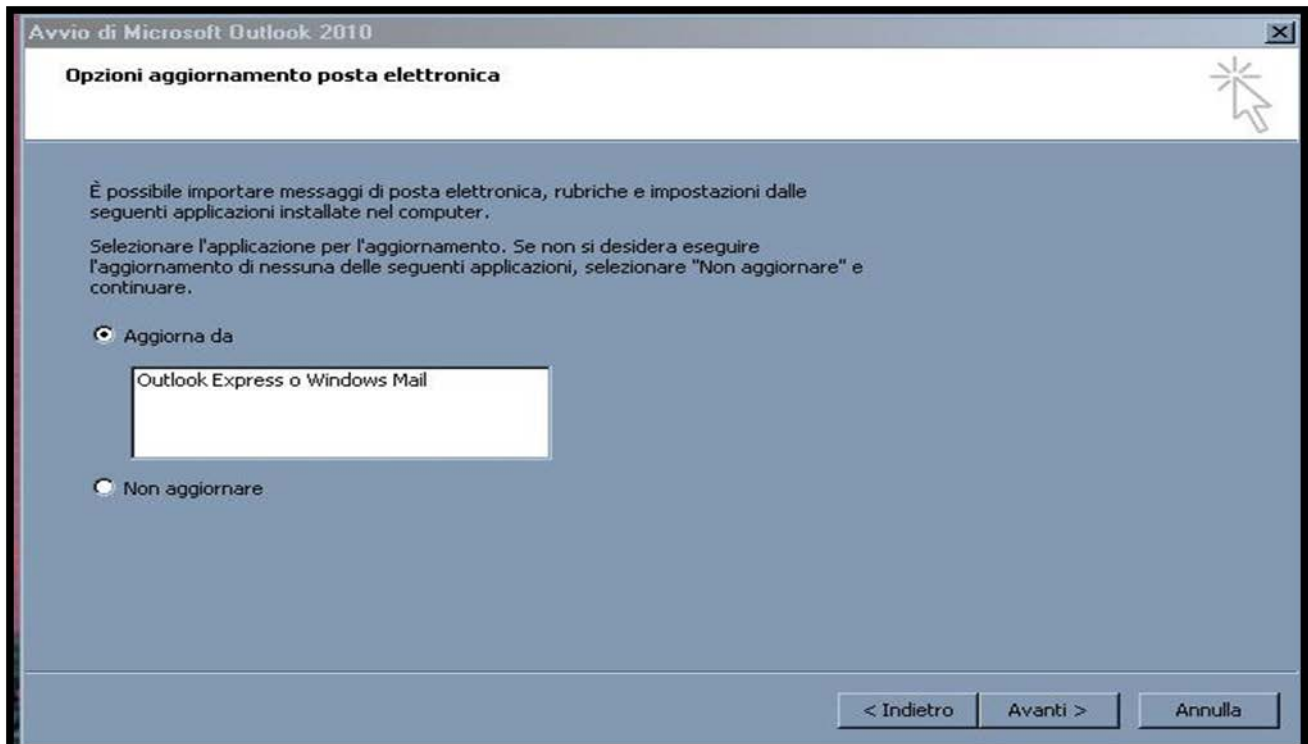 Avvio di Microsoft Outlook 2010
Opzioni aggiornamento posta elettronica
È possibile importare messaggi di posta elettronica, rubriche e impostazioni dalle
seguenti applicazioni installate nel computer.
Selezionare l'applicazione per l'aggiornamento. Se non si desidera eseguire
l'aggiornamento di nessuna delle seguenti applicazioni, selezionare "Non aggiornare" e
continuare.
Aggiorna da
Outlook Express o Windows Mail
Non aggiornare
< Indietro Avanti > Annulla